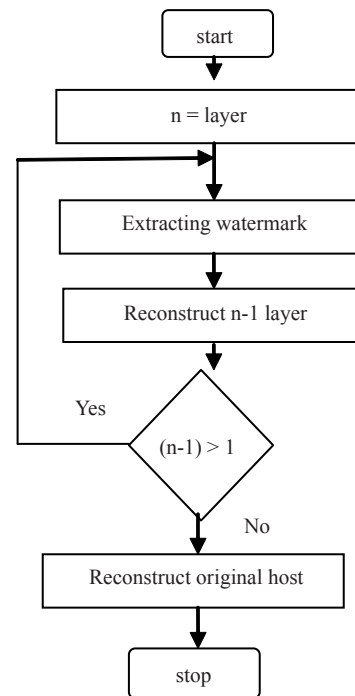 start
n = layer
Extracting watermark
Reconstruct n-1 layer
Yes
(n-1) > 1
No
Reconstruct original host
stop